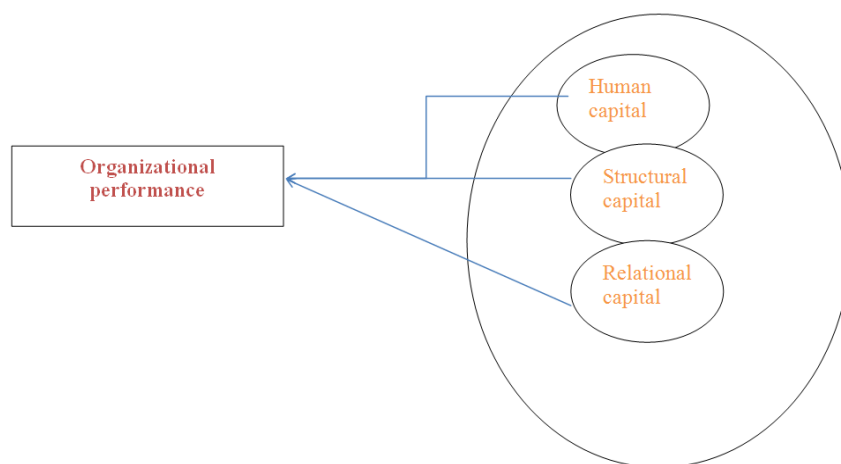 Organizational
performance
Human
capital
Structural
capital
Relational
capital